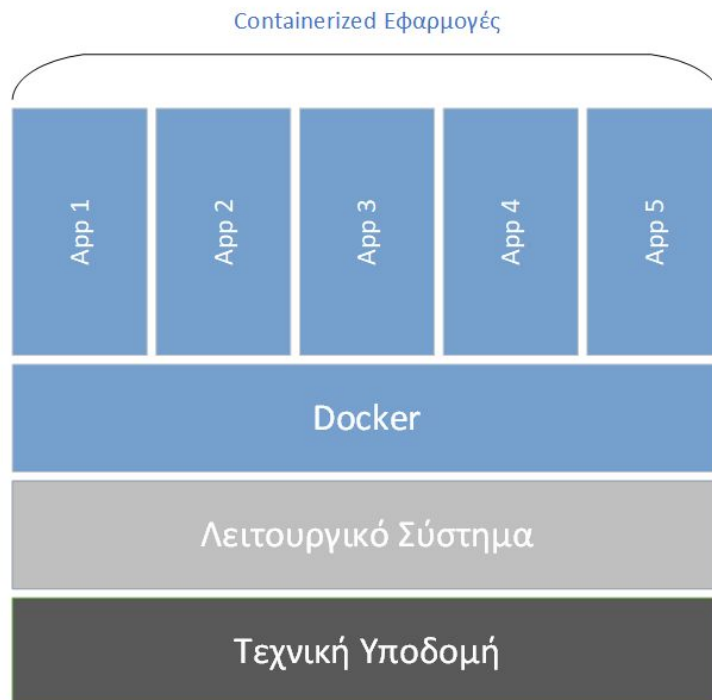 Containerized Εφαρμογές
App 1
App 2
App 3
App 4
App 5
Docker
Λειτουργικό Σύστημα
Τεχνική Υποδομή